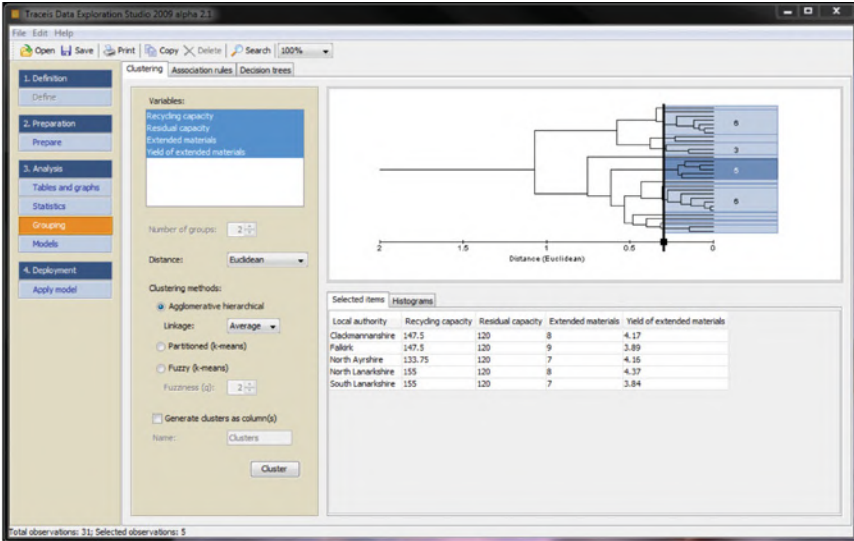 Traceis Data Exploration Studio 2009 alpha 2.1
File Edit Help
Open Save Print Copy Delete Search 100%
1. Definition
Define
2. Preparation
Prepare
3. Analysis
Tables and graphs
Statistics
Grouping
Models
4. Deployment
Apply model
Clustering Association rules Decision trees
Variables:
Recycling capacity
Residual capacity
Extended materials
Yield of extended materials
Number of groups: 2
Distance: Euclidean
Clustering methods:
Agglomerative hierarchical
Linkage: Average
Partitioned (k-means)
Fuzzy (k-means)
Fuzziness (q): 2
Generate clusters as column(s)
Name: Clusters
Cluster
6
3
5
6
2 1.5 1 0.5 0
Distance (Euclidean)
Selected items Histograms
Local authority Recycling capacity Residual capacity Extended materials Yield of extended materials
Clackmannanshire 147.5 120 8 4.17
Falkirk 147.5 120 9 3.89
North Ayrshire 133.75 120 7 4.16
North Lanarkshire 155 120 8 4.37
South Lanarkshire 155 120 7 3.84
Total observations: 31; Selected observations: 5